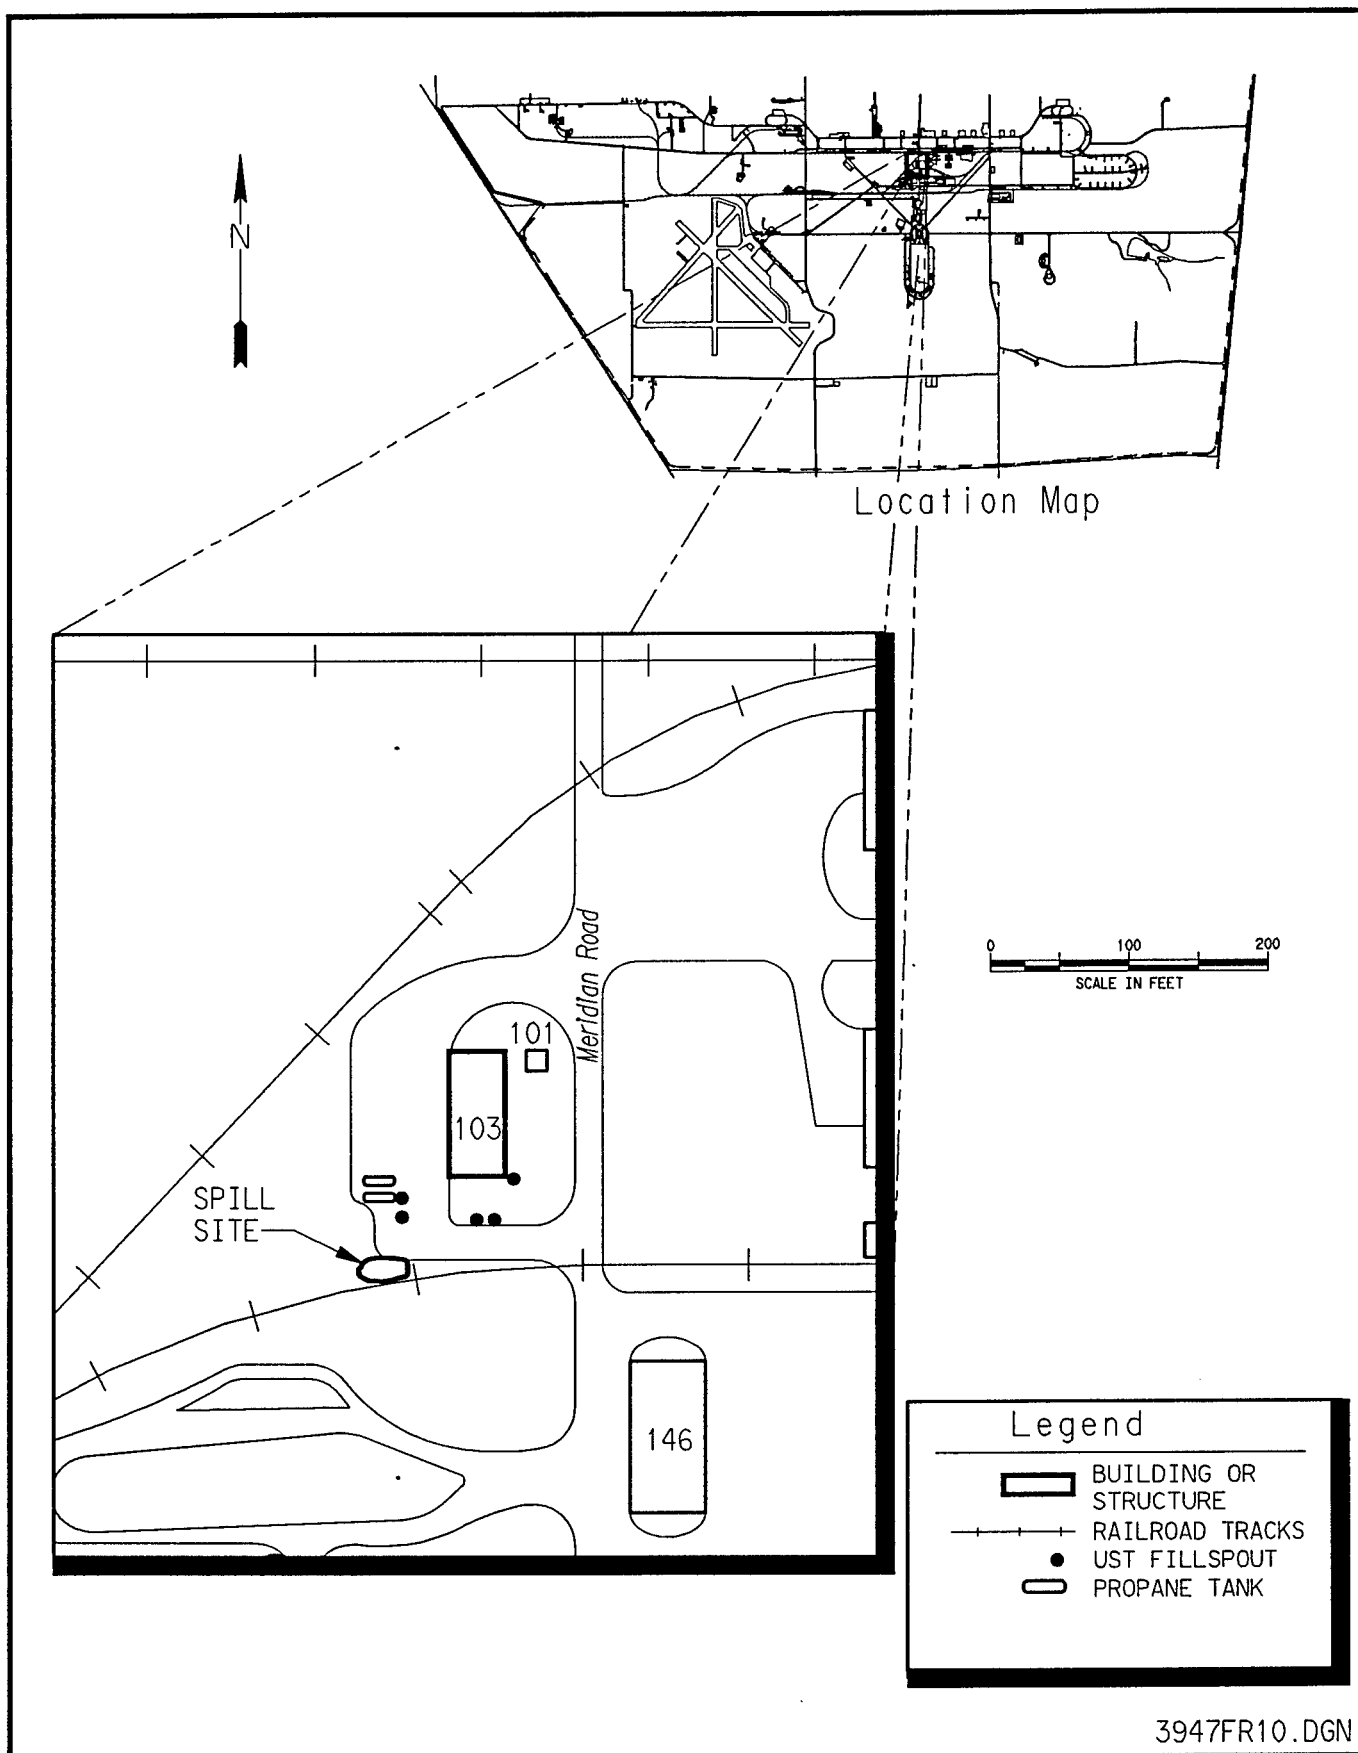 N
Location Map
Meridian Road
0 100 200
SCALE IN FEET
101
103
SPILL
SITE
146
Legend
BUILDING OR
STRUCTURE
RAILROAD TRACKS
UST FILLSPOUT
PROPANE TANK
3947FR10.DGN